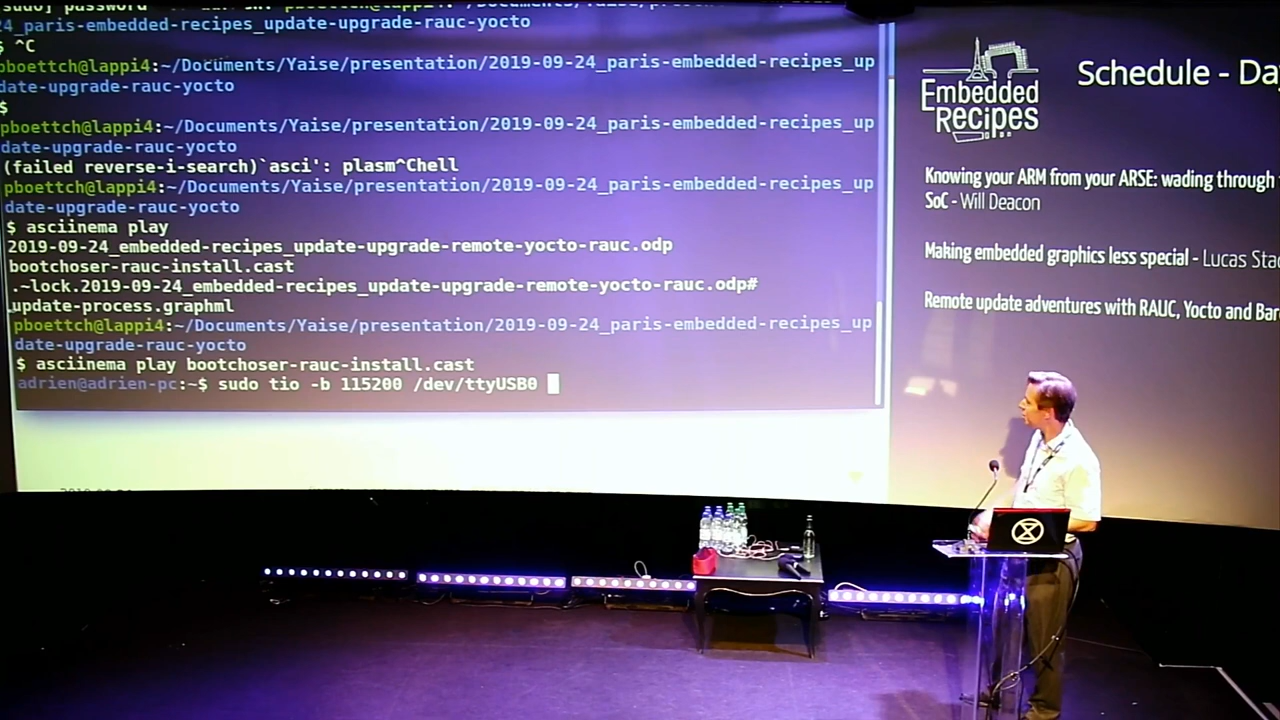 24_paris-embedded-recipes_update-upgrade-rauc-yocto
$ ^C
pboettch@lappi4:~/Documents/Yaise/presentation/2019-09-24_paris-embedded-recipes_up
date-upgrade-rauc-yocto
$
pboettch@lappi4:~/Documents/Yaise/presentation/2019-09-24_paris-embedded-recipes_up
date-upgrade-rauc-yocto
(failed reverse-i-search)`asci': plasm^Chell
pboettch@lappi4:~/Documents/Yaise/presentation/2019-09-24_paris-embedded-recipes_up
date-upgrade-rauc-yocto
$ asciinema play
2019-09-24_embedded-recipes_update-upgrade-remote-yocto-rauc.odp
bootchoser-rauc-install.cast
.~lock.2019-09-24_embedded-recipes_update-upgrade-remote-yocto-rauc.odp#
update-process.graphml
pboettch@lappi4:~/Documents/Yaise/presentation/2019-09-24_paris-embedded-recipes_up
date-upgrade-rauc-yocto
$ asciinema play bootchoser-rauc-install.cast
adrien@adrien-pc:~$ sudo tio -b 115200 /dev/ttyUSB0
Embedded
Recipes
Schedule - Da
Knowing your ARM from your ARSE: wading through
SoC - Will Deacon
Making embedded graphics less special - Lucas Sta
Remote update adventures with RAUC, Yocto and Bar